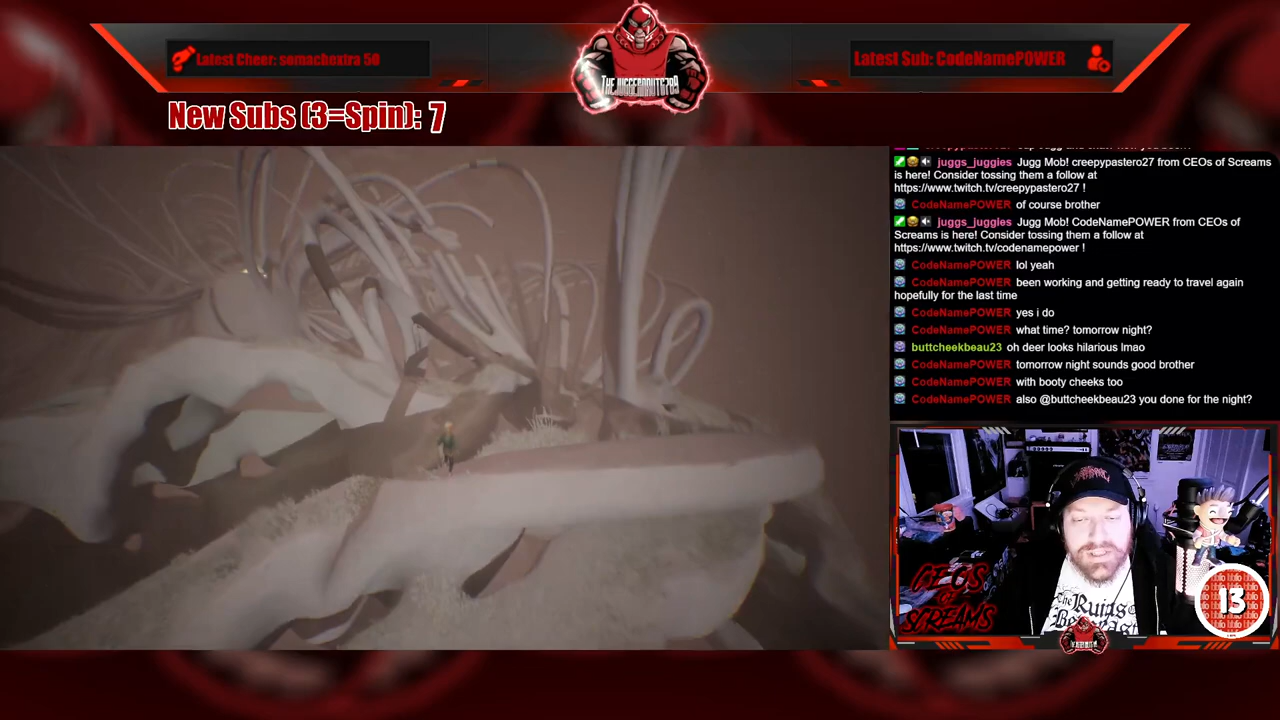 Latest Cheer: somachextra 50
THEJUGGERNAUT6789
Latest Sub: CodeNamePOWER
New Subs (3=Spin): 7
juggs_juggies Jugg Mob! creepypastero27 from CEOs of Screams
is here! Consider tossing them a follow at
https://www.twitch.tv/creepypastero27 !
CodeNamePOWER of course brother
juggs_juggies Jugg Mob! CodeNamePOWER from CEOs of
Screams is here! Consider tossing them a follow at
https://www.twitch.tv/codenamepower !
CodeNamePOWER lol yeah
CodeNamePOWER been working and getting ready to travel again
hopefully for the last time
CodeNamePOWER yes i do
CodeNamePOWER what time? tomorrow night?
buttcheekbeau23 oh deer looks hilarious lmao
CodeNamePOWER tomorrow night sounds good brother
CodeNamePOWER with booty cheeks too
CodeNamePOWER also @buttcheekbeau23 you done for the night?
CEOS
OF
SCREAMS
The Ruins
13